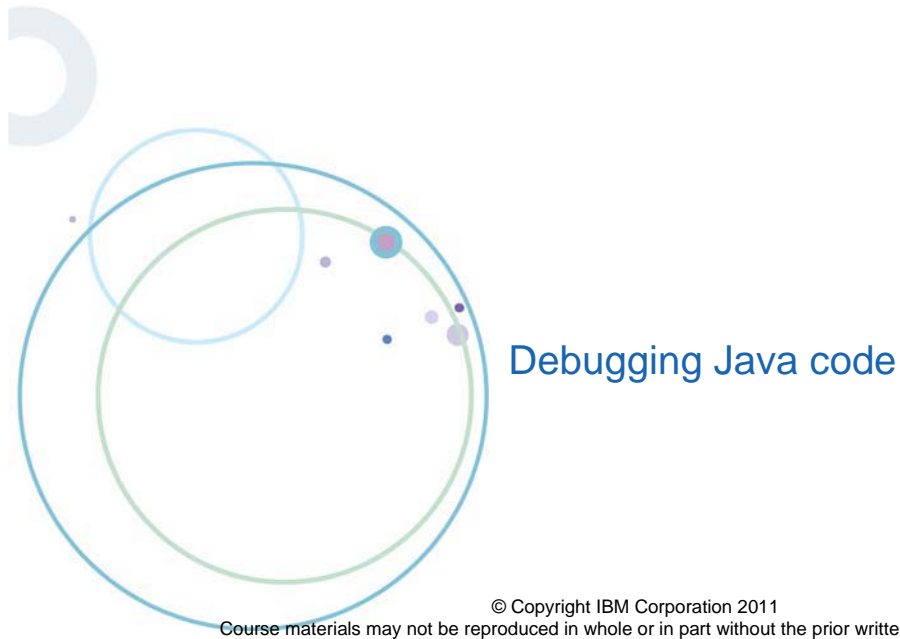 Debugging Java code
© Copyright IBM Corporation 2011
Course materials may not be reproduced in whole or in part without the prior writte